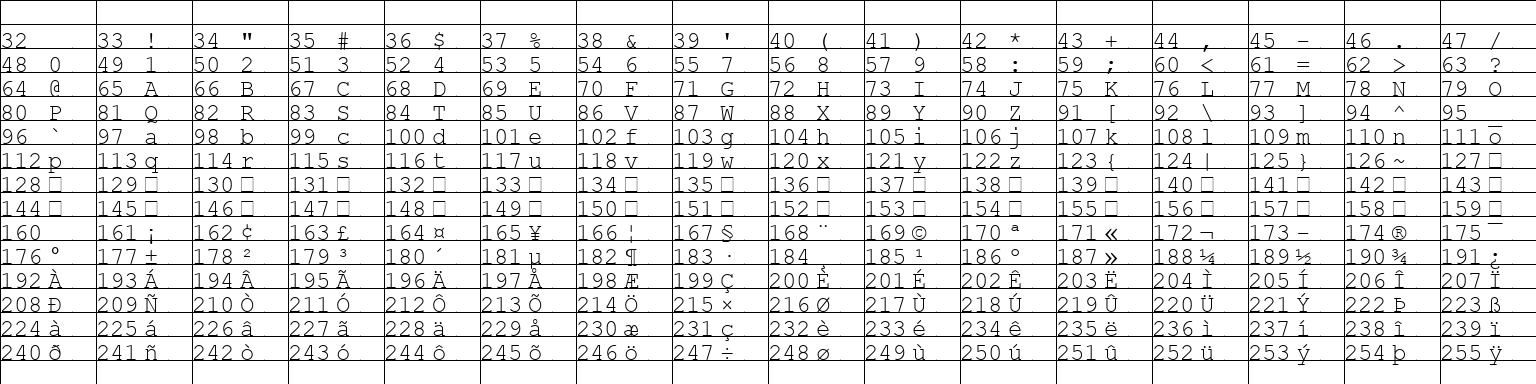 32 33 ! 34 " 35 # 36 $ 37 % 38 & 39 ' 40 ( 41 ) 42 * 43 + 44 , 45 - 46 . 47 /
48 0 49 1 50 2 51 3 52 4 53 5 54 6 55 7 56 8 57 9 58 : 59 ; 60 < 61 = 62 > 63 ?
64 @ 65 A 66 B 67 C 68 D 69 E 70 F 71 G 72 H 73 I 74 J 75 K 76 L 77 M 78 N 79 O
80 P 81 Q 82 R 83 S 84 T 85 U 86 V 87 W 88 X 89 Y 90 Z 91 [ 92 \ 93 ] 94 ^ 95 _
96 ` 97 a 98 b 99 c 100 d 101 e 102 f 103 g 104 h 105 i 106 j 107 k 108 l 109 m 110 n 111 o
112 p 113 q 114 r 115 s 116 t 117 u 118 v 119 w 120 x 121 y 122 z 123 { 124 | 125 } 126 ~ 127 □
128 □ 129 □ 130 □ 131 □ 132 □ 133 □ 134 □ 135 □ 136 □ 137 □ 138 □ 139 □ 140 □ 141 □ 142 □ 143 □
144 □ 145 □ 146 □ 147 □ 148 □ 149 □ 150 □ 151 □ 152 □ 153 □ 154 □ 155 □ 156 □ 157 □ 158 □ 159 □
160 161 ¡ 162 ¢ 163 £ 164 ¤ 165 ¥ 166 ¦ 167 § 168 ¨ 169 © 170 ª 171 « 172 ¬ 173 - 174 ® 175 ¯
176 ° 177 ± 178 ² 179 ³ 180 ´ 181 µ 182 ¶ 183 · 184 ¸ 185 ¹ 186 º 187 » 188 ¼ 189 ½ 190 ¾ 191 ¿
192 À 193 Á 194 Â 195 Ã 196 Ä 197 Å 198 Æ 199 Ç 200 È 201 É 202 Ê 203 Ë 204 Ì 205 Í 206 Î 207 Ï
208 Ð 209 Ñ 210 Ò 211 Ó 212 Ô 213 Õ 214 Ö 215 × 216 Ø 217 Ù 218 Ú 219 Û 220 Ü 221 Ý 222 Þ 223 ß
224 à 225 á 226 â 227 ã 228 ä 229 å 230 æ 231 ç 232 è 233 é 234 ê 235 ë 236 ì 237 í 238 î 239 ï
240 ð 241 ñ 242 ò 243 ó 244 ô 245 õ 246 ö 247 ÷ 248 ø 249 ù 250 ú 251 û 252 ü 253 ý 254 þ 255 ÿ